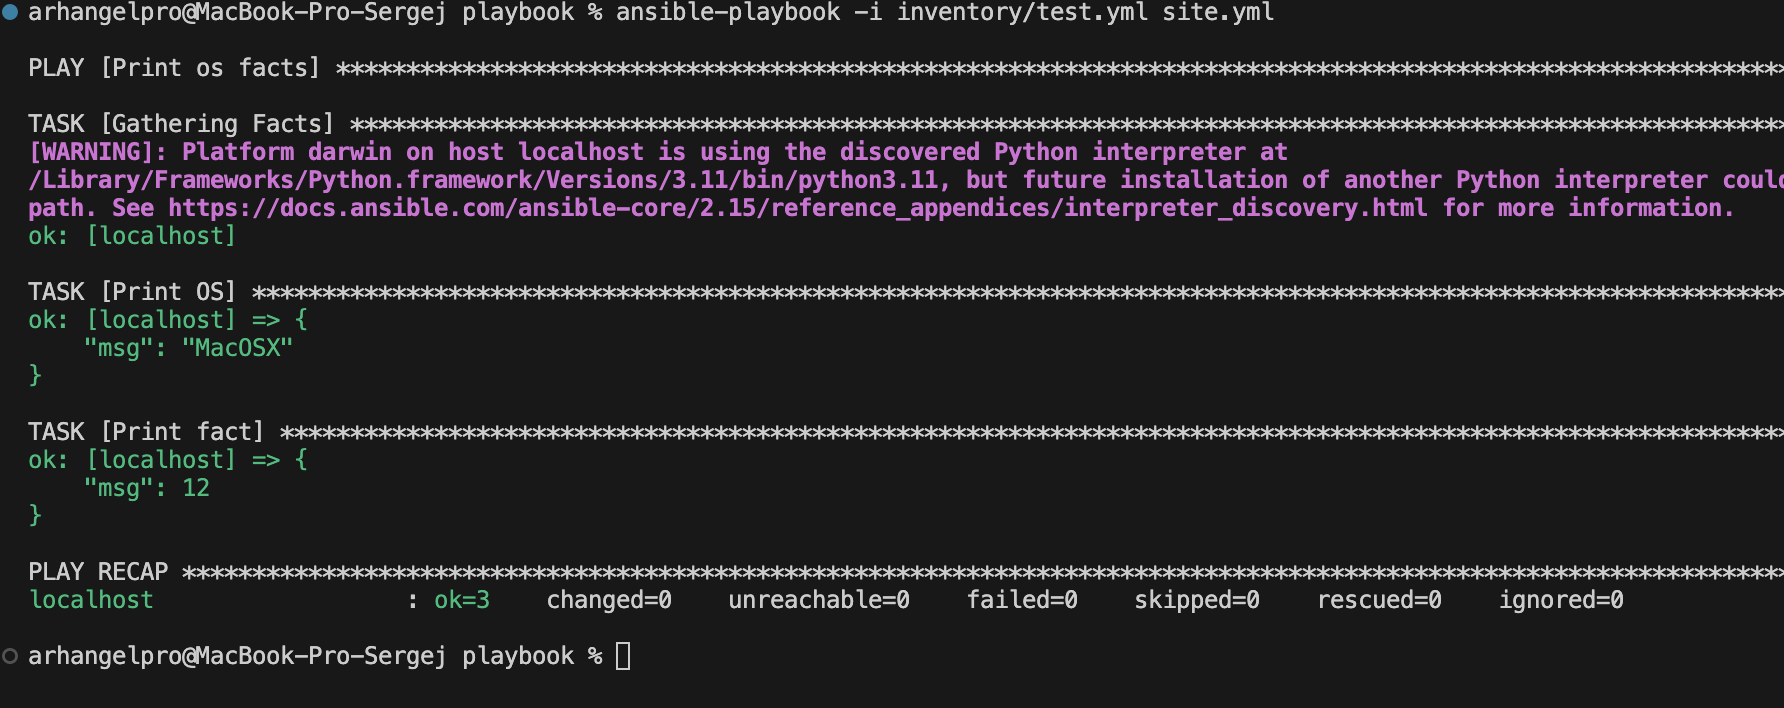 arhangelpro@MacBook-Pro-Sergej playbook % ansible-playbook -i inventory/test.yml site.yml
PLAY [Print os facts] *******************************************************************************************************
TASK [Gathering Facts] ******************************************************************************************************
[WARNING]: Platform darwin on host localhost is using the discovered Python interpreter at
/Library/Frameworks/Python.framework/Versions/3.11/bin/python3.11, but future installation of another Python interpreter
path. See https://docs.ansible.com/ansible-core/2.15/reference_appendices/interpreter_discovery.html for more information.
ok: [localhost]
TASK [Print OS] *************************************************************************************************************
ok: [localhost] => {
    "msg": "MacOSX"
}
TASK [Print fact] ***********************************************************************************************************
ok: [localhost] => {
    "msg": 12
}
PLAY RECAP ******************************************************************************************************************
localhost                  : ok=3    changed=0    unreachable=0    failed=0    skipped=0    rescued=0    ignored=0
arhangelpro@MacBook-Pro-Sergej playbook %